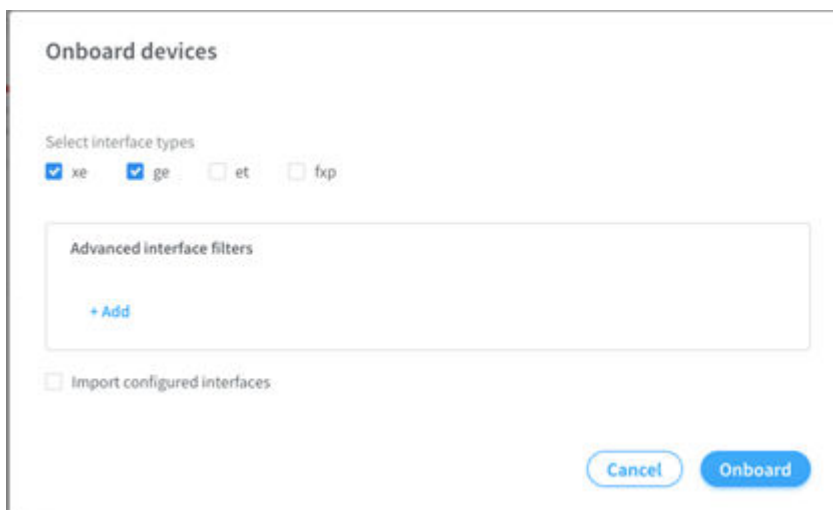 Onboard devices
Select interface types
xe ge et fxp
Advanced interface filters
+ Add
Import configured interfaces
Cancel Onboard